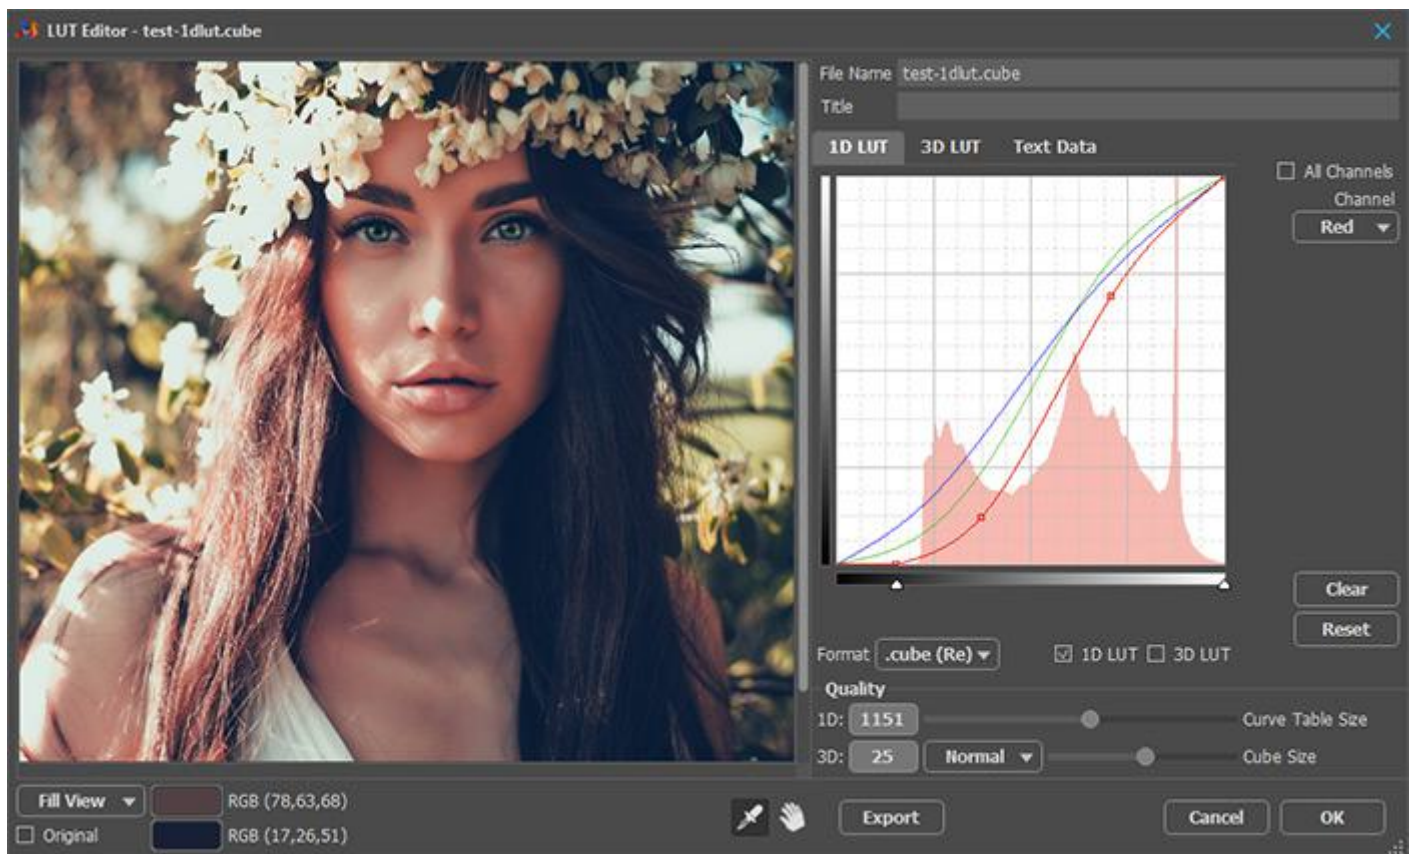 LUT Editor - test-1dlut.cube
File Name test-1dlut.cube
Title
1D LUT 3D LUT Text Data
All Channels
Channel
Red
Clear
Reset
Format .cube (Re) 1D LUT 3D LUT
Quality
1D: 1151 Curve Table Size
3D: 25 Normal Cube Size
Fill View RGB (78,63,68)
Original RGB (17,26,51)
Export Cancel OK